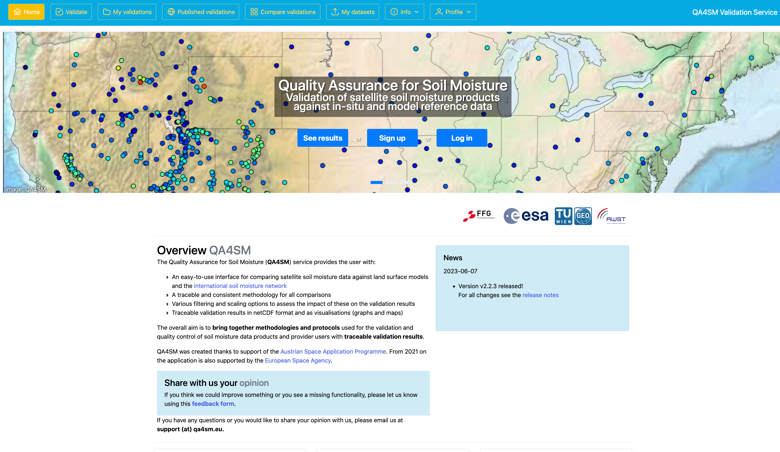 Home
Validate
My validations
Published validations
Compare validations
My datasets
Info
Profile
QA4SM Validation Service
Quality Assurance for Soil Moisture
Validation of satellite soil moisture products
against in-situ and model reference data
See results
or
Sign up
or
Log in
Image: QA4SM
FFG
esa
TU
WIEN
GEO
AWST
Overview QA4SM
The Quality Assurance for Soil Moisture (QA4SM) service provides the user with:
An easy-to-use interface for comparing satellite soil moisture data against land surface models
and the international soil moisture network
A traceable and consistent methodology for all comparisons
Various filtering and scaling options to assess the impact of these on the validation results
Traceable validation results in netCDF format and as visualisations (graphs and maps)
The overall aim is to bring together methodologies and protocols used for the validation and
quality control of soil moisture data products and provider users with traceable validation results.
QA4SM was created thanks to support of the Austrian Space Application Programme. From 2021 on
the application is also supported by the European Space Agency.
Share with us your opinion
If you think we could improve something or you see a missing functionality, please let us know
using this feedback form.
If you have any questions or you would like to share your opinion with us, please email us at
support (at) qa4sm.eu.
News
2023-06-07
Version v2.2.3 released!
For all changes see the release notes